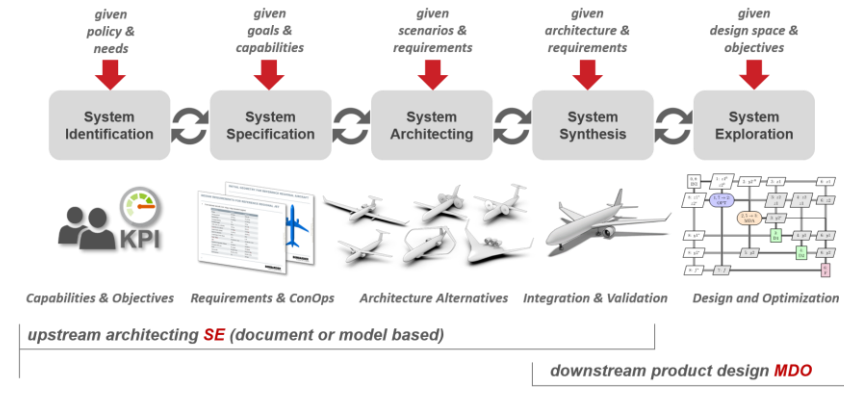 given
policy &
needs
given
goals &
capabilities
given
scenarios &
requirements
given
architecture &
requirements
given
design space &
objectives
System
Identification
System
Specification
System
Architecting
System
Synthesis
System
Exploration
KPI
Capabilities & Objectives
Requirements & ConOps
Architecture Alternatives
Integration & Validation
Design and Optimization
upstream architecting SE (document or model based)
downstream product design MDO